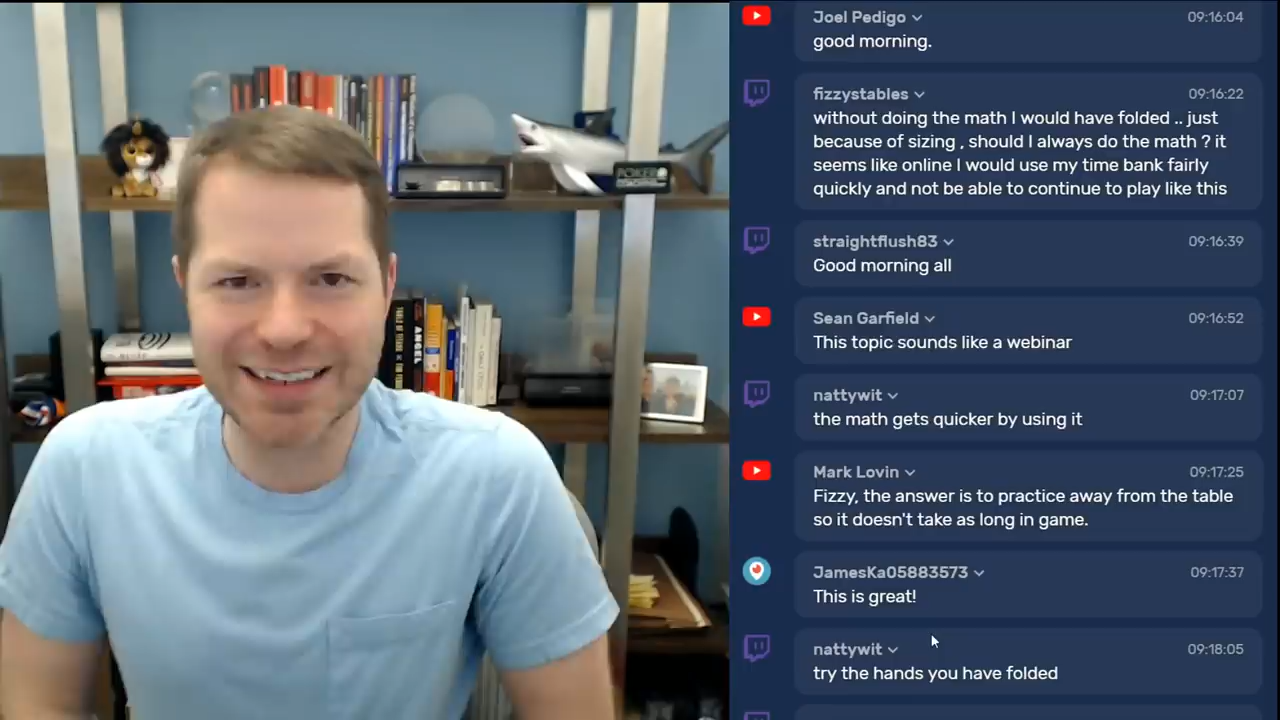 Joel Pedigo 09:16:04
good morning.
fizzystables 09:16:22
without doing the math I would have folded .. just
because of sizing , should I always do the math ? it
seems like online I would use my time bank fairly
quickly and not be able to continue to play like this
straightflush83 09:16:39
Good morning all
Sean Garfield 09:16:52
This topic sounds like a webinar
nattywit 09:17:07
the math gets quicker by using it
Mark Lovin 09:17:25
Fizzy, the answer is to practice away from the table
so it doesn't take as long in game.
JamesKa05883573 09:17:37
This is great!
nattywit 09:18:05
try the hands you have folded
POKER
ANGEL